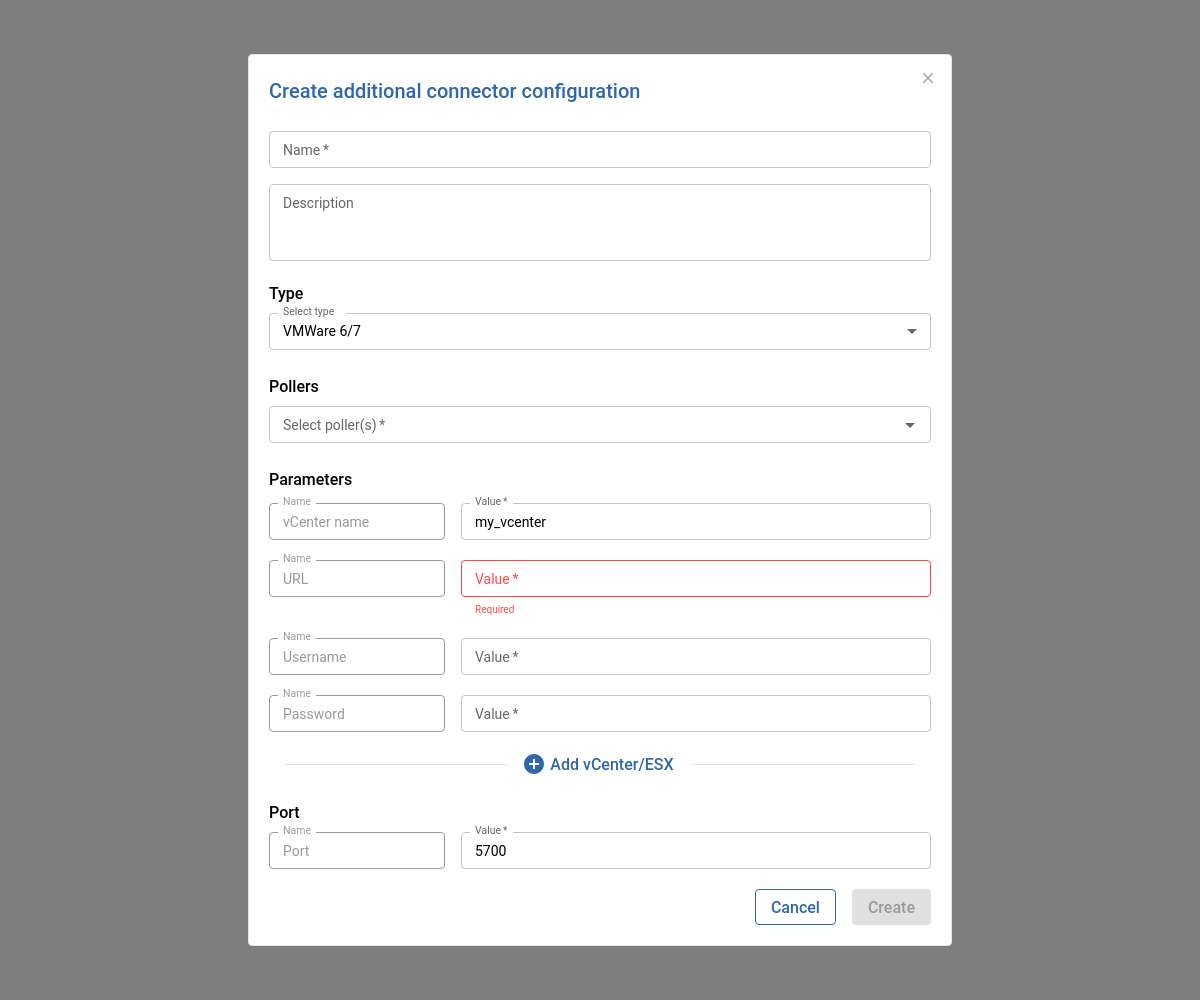 Create additional connector configuration
Name *
Description
Type
Select type
VMWare 6/7
Pollers
Select poller(s) *
Parameters
Name
vCenter name
Value *
my_vcenter
Name
URL
Value *
Required
Name
Username
Value *
Name
Password
Value *
Add vCenter/ESX
Port
Name
Port
Value *
5700
Cancel
Create